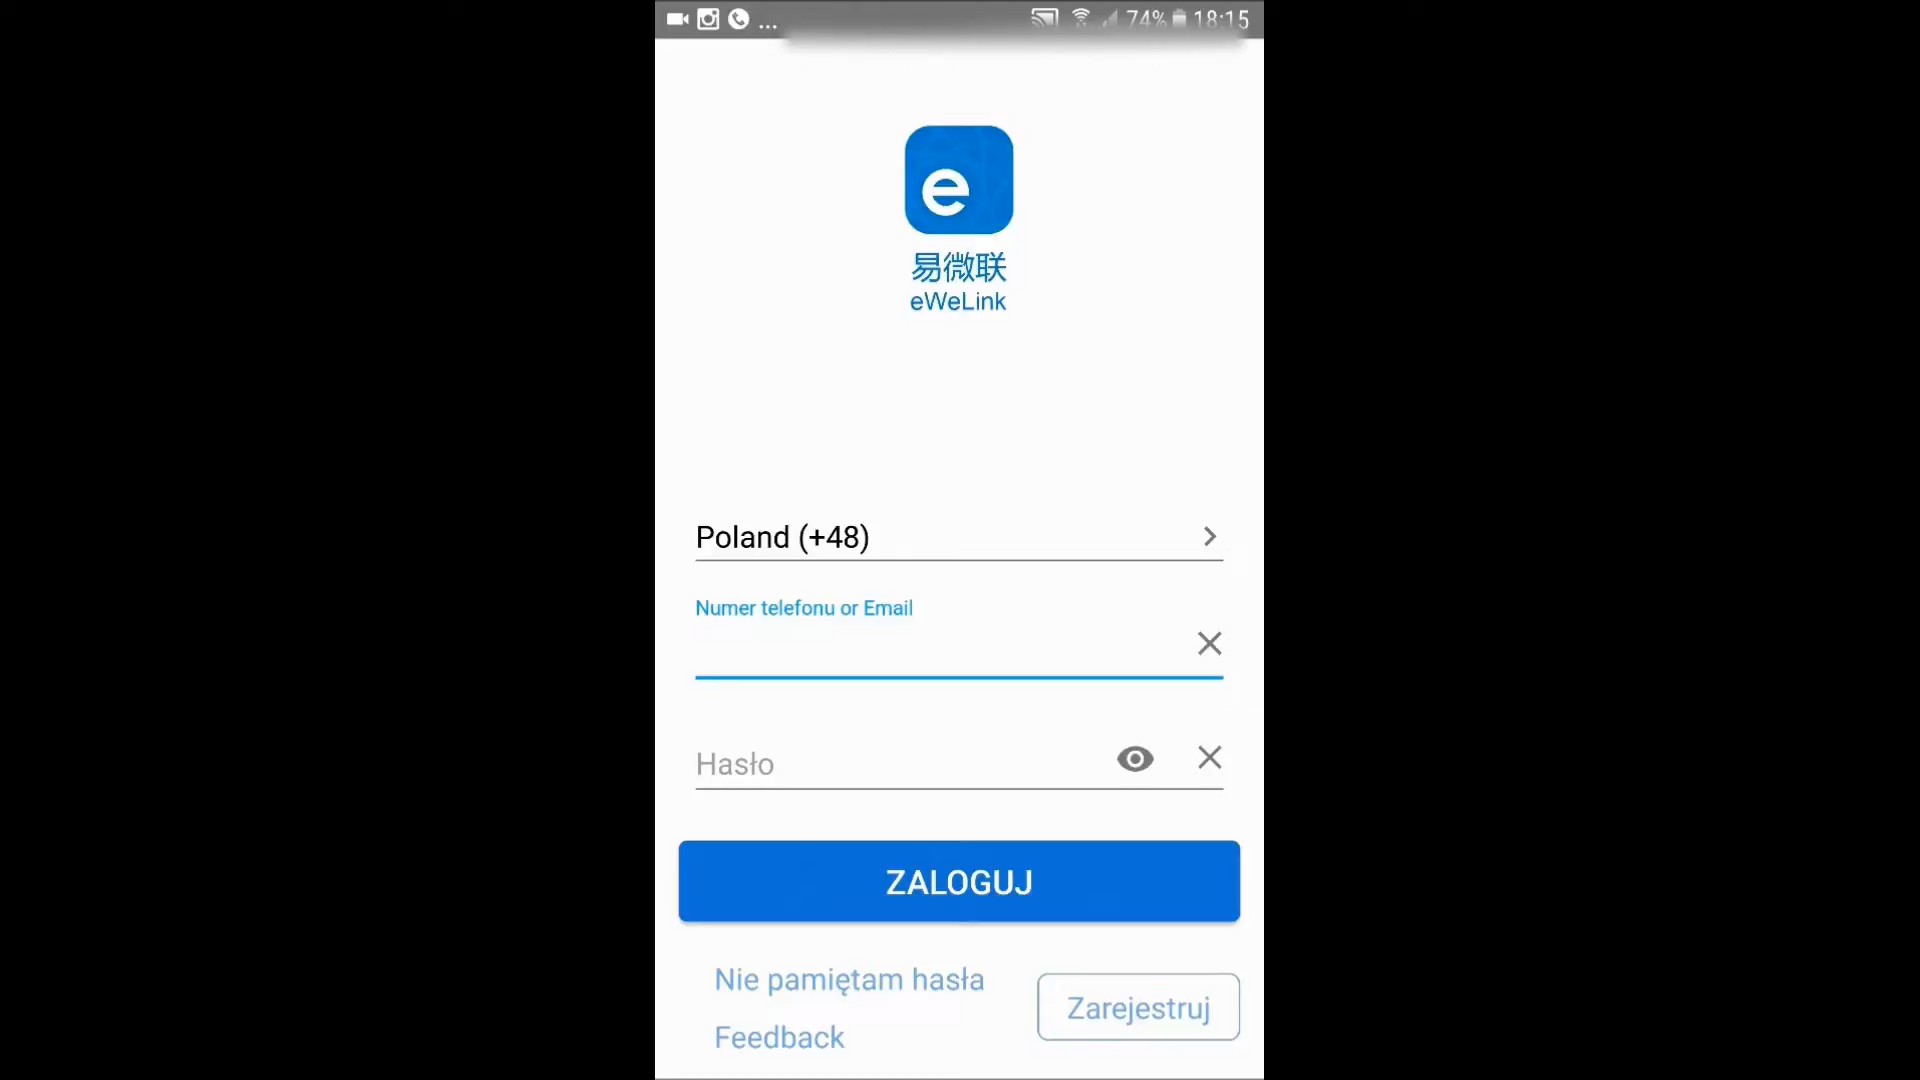 ... 74% 18:15
e
易微联
eWeLink
Poland (+48)
Numer telefonu or Email
Hasło
ZALOGUJ
Nie pamiętam hasła
Zarejestruj
Feedback